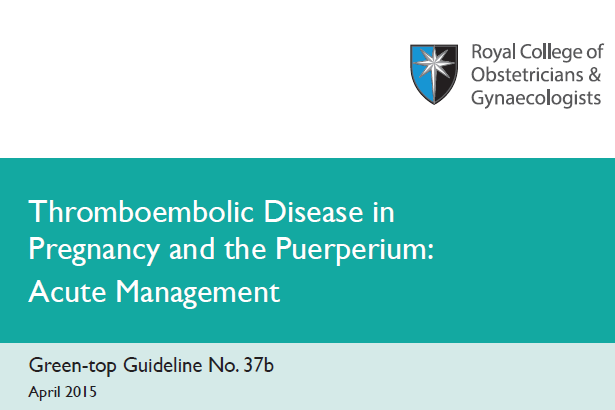 Royal College of
Obstetricians &
Gynaecologists
Thromboembolic Disease in
Pregnancy and the Puerperium:
Acute Management
Green-top Guideline No. 37b
April 2015